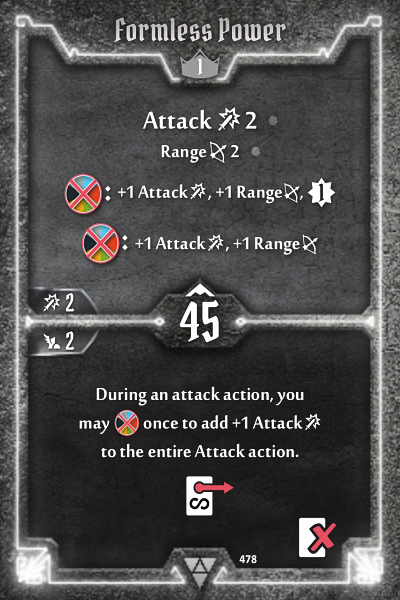 Formless Power
1
Attack 2
Range 2
: +1 Attack, +1 Range, 1
: +1 Attack, +1 Range
2
45
2
During an attack action, you
may once to add +1 Attack
to the entire Attack action.
478